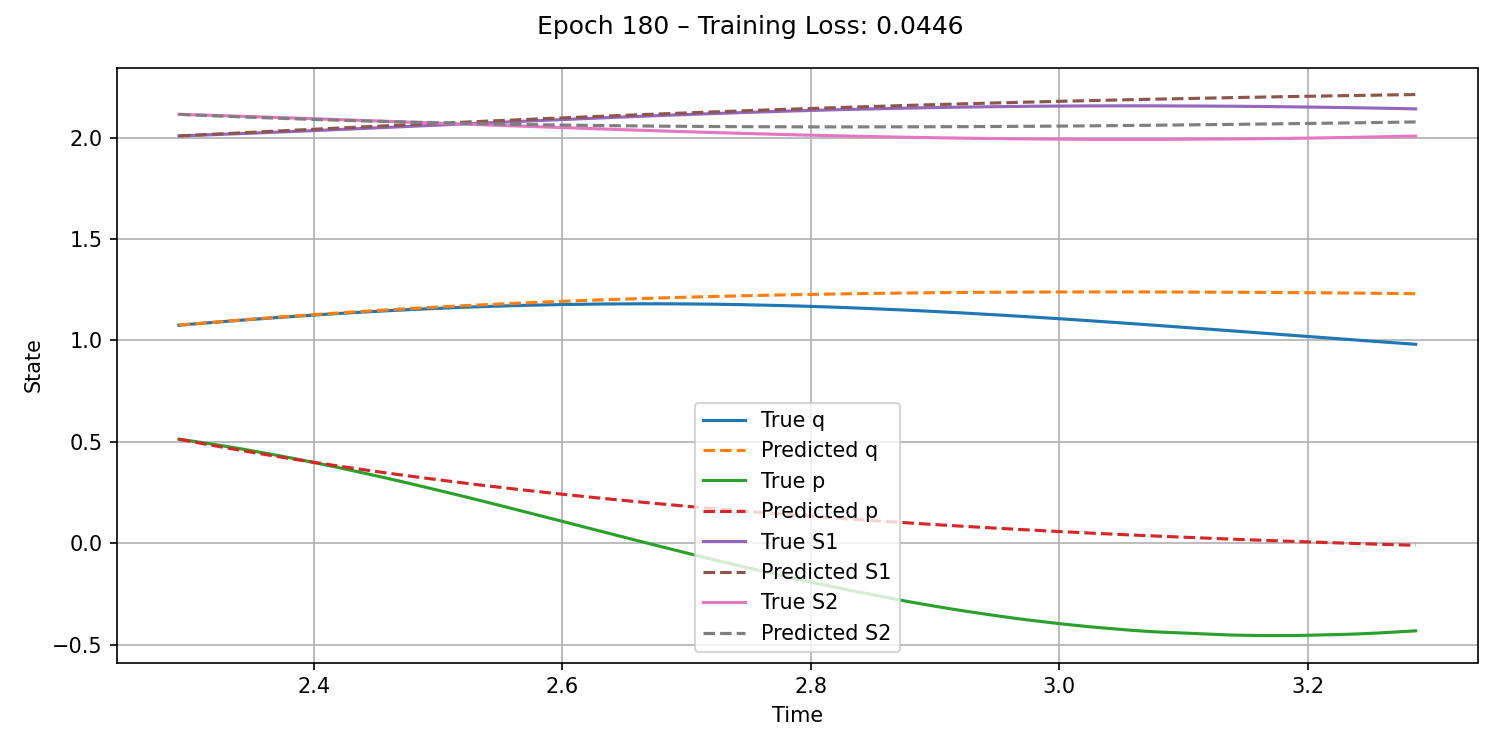 Epoch 180 – Training Loss: 0.0446
State
2.0
1.5
1.0
0.5
0.0
−0.5
True q
Predicted q
True p
Predicted p
True S1
Predicted S1
True S2
Predicted S2
2.4 2.6 2.8 3.0 3.2
Time